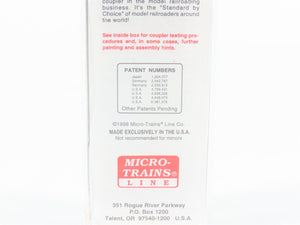 coupler in the model railroading
business. It's the "Standard by
Choice" of model railroaders around
the world!
See inside box for coupler testing pro-
cedures and, in some cases, further
painting and assembly hints.
PATENT NUMBERS
Japan
Germany
Germany
U.S.A.
U.S.A.
U.S.A.
Other Patents Pending
©1998 Micro-Trains® Line Co.
MADE EXCLUSIVELY IN THE U.S.A.
Not recommended for minors
MICRO-
TRAINS®
LINE
351 Rogue River Parkway
P.O. Box 1200
Talent, OR 97540-1200 U.S.A.